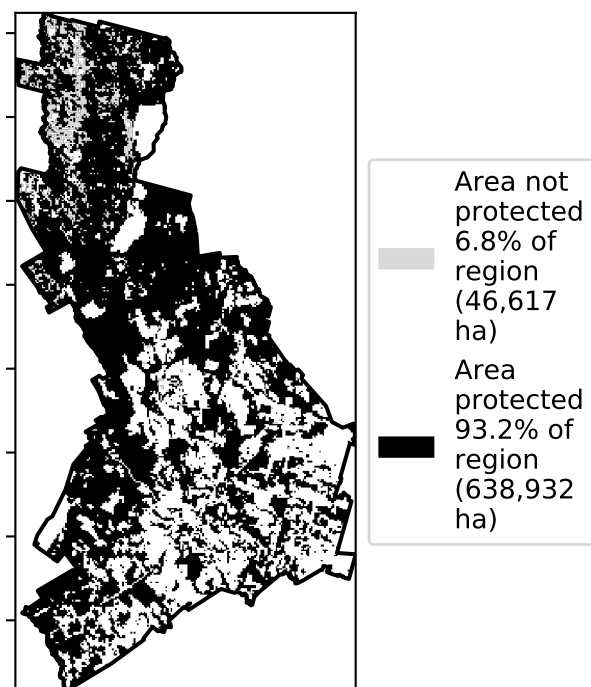 Area not
protected
6.8% of
region
(46,617
ha)
Area
protected
93.2% of
region
(638,932
ha)